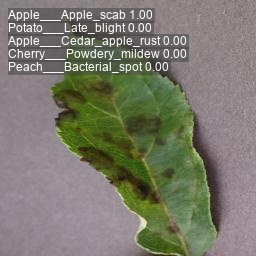 Apple___Apple_scab 1.00
Potato___Late_blight 0.00
Apple___Cedar_apple_rust 0.00
Cherry___Powdery_mildew 0.00
Peach___Bacterial_spot 0.00